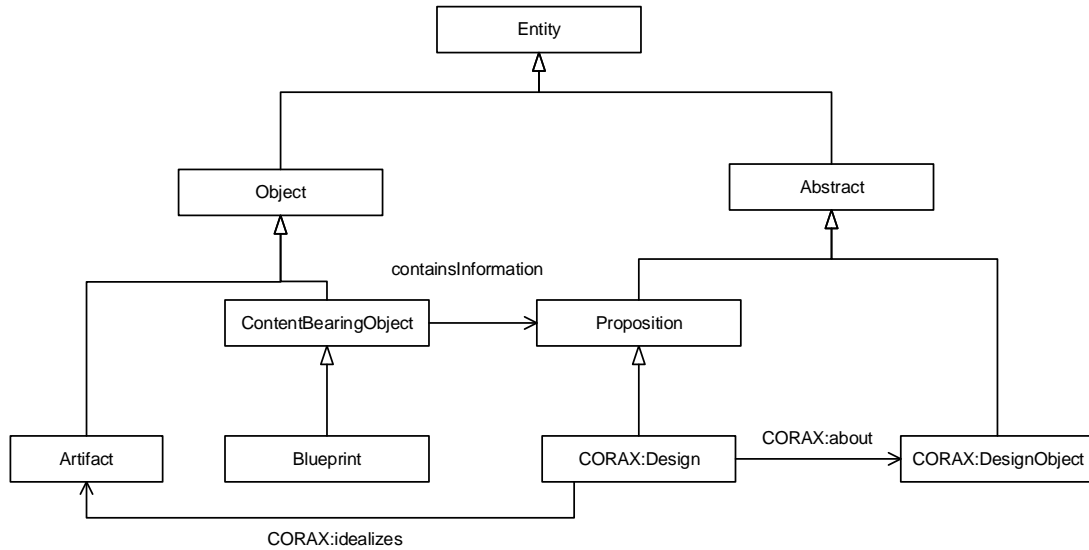 Entity
Object
Abstract
containsInformation
ContentBearingObject
Proposition
Artifact
Blueprint
CORAX:Design
CORAX:about
CORAX:DesignObject
CORAX:idealizes